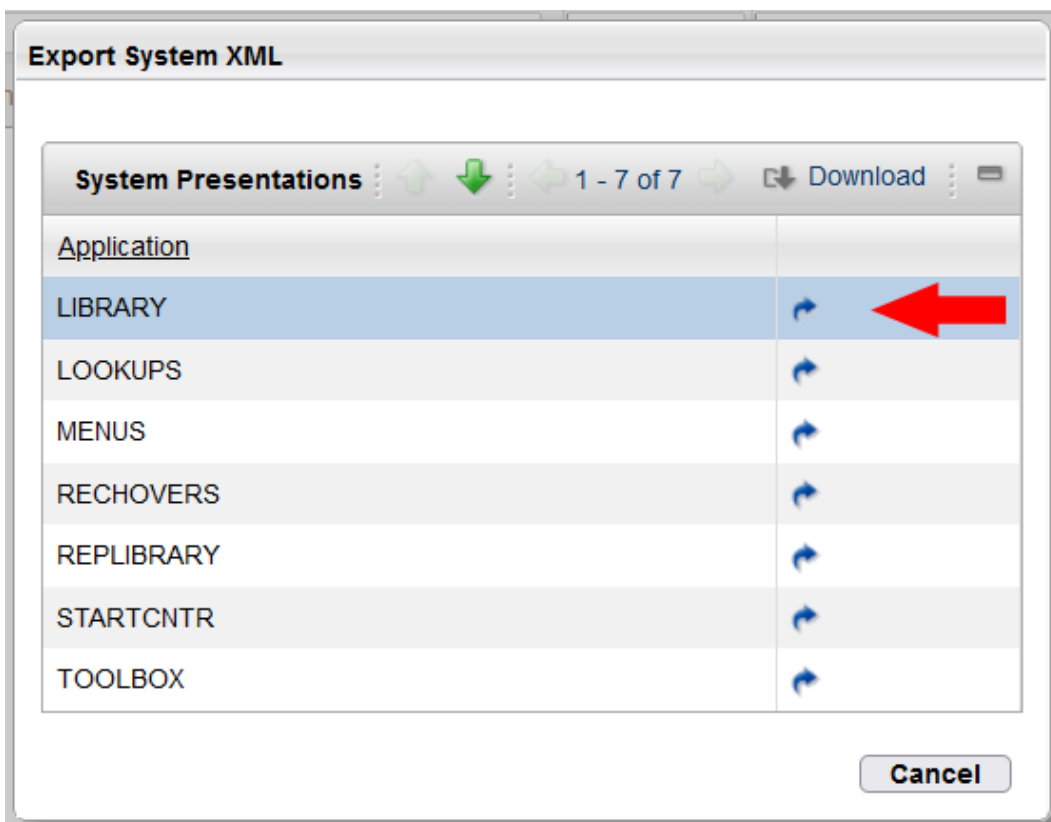 Export System XML
System Presentations 1 - 7 of 7 Download
Application
LIBRARY
LOOKUPS
MENUS
RECHOVERS
REPLIBRARY
STARTCNTR
TOOLBOX
Cancel